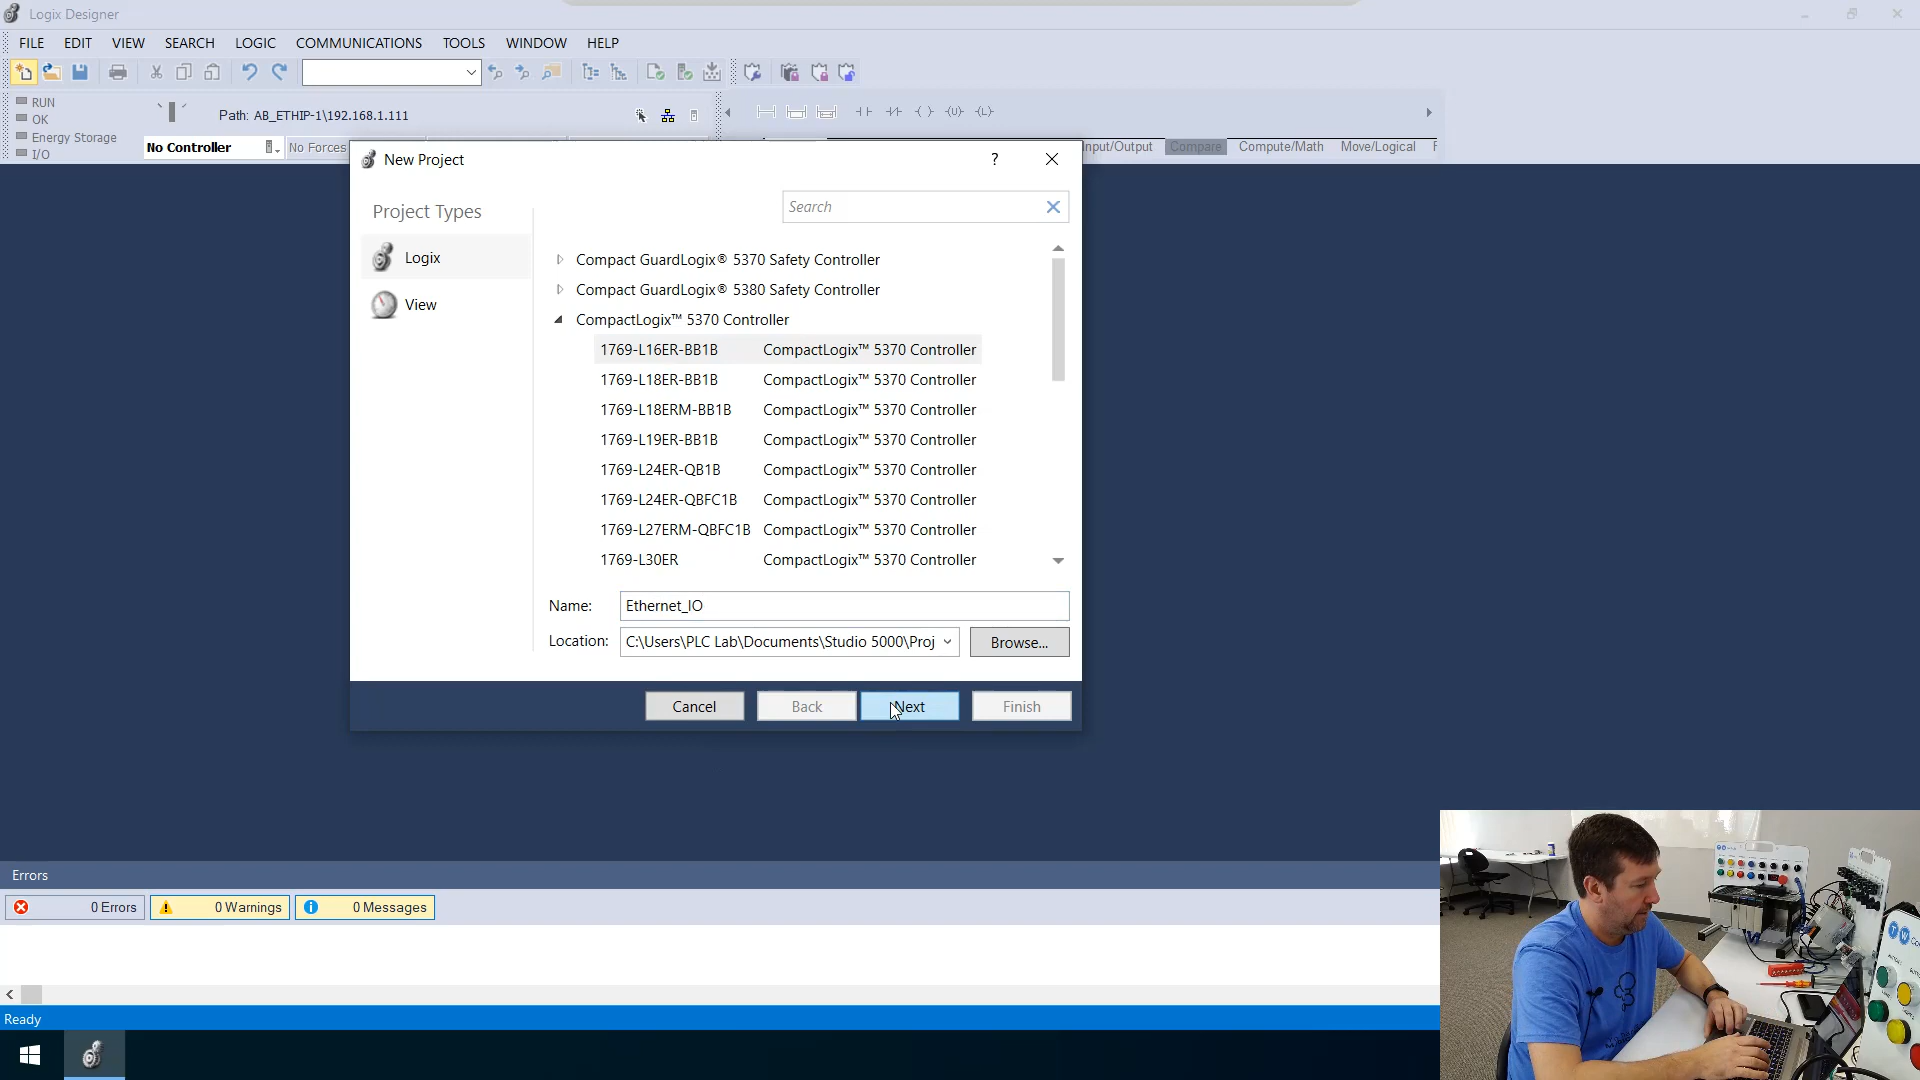 Logix Designer
FILE EDIT VIEW SEARCH LOGIC COMMUNICATIONS TOOLS WINDOW HELP
RUN
OK
Energy Storage
I/O
Path: AB_ETHIP-1\192.168.1.111
No Controller
No Forces
Input/Output Compare Compute/Math Move/Logical
New Project
?
Project Types
Logix
View
Search
Compact GuardLogix® 5370 Safety Controller
Compact GuardLogix® 5380 Safety Controller
CompactLogix™ 5370 Controller
1769-L16ER-BB1B CompactLogix™ 5370 Controller
1769-L18ER-BB1B CompactLogix™ 5370 Controller
1769-L18ERM-BB1B CompactLogix™ 5370 Controller
1769-L19ER-BB1B CompactLogix™ 5370 Controller
1769-L24ER-QB1B CompactLogix™ 5370 Controller
1769-L24ER-QBFC1B CompactLogix™ 5370 Controller
1769-L27ERM-QBFC1B CompactLogix™ 5370 Controller
1769-L30ER CompactLogix™ 5370 Controller
Name: Ethernet_IO
Location: C:\Users\PLC Lab\Documents\Studio 5000\Proj Browse...
Cancel Back Next Finish
Errors
0 Errors 0 Warnings 0 Messages
Ready